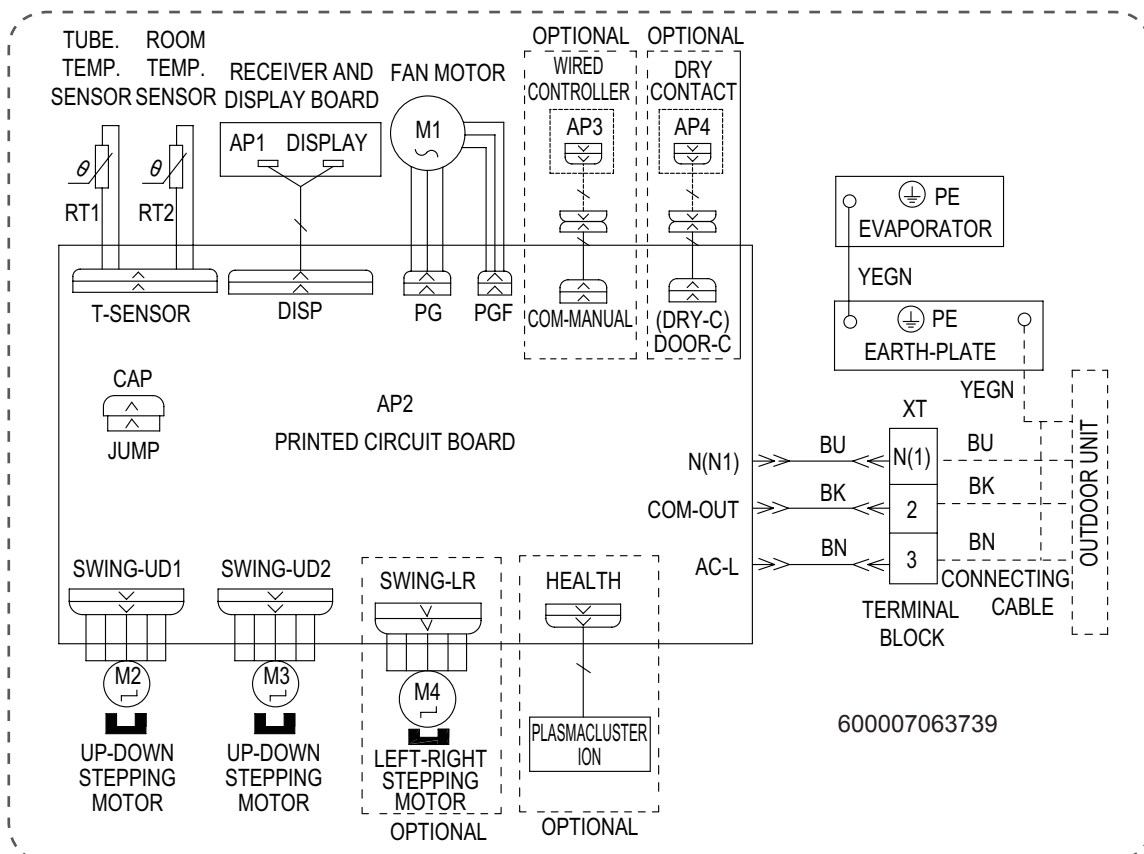 TUBE.
TEMP.
SENSOR
ROOM
TEMP.
SENSOR
RECEIVER AND
DISPLAY BOARD
FAN MOTOR
OPTIONAL
WIRED
CONTROLLER
OPTIONAL
DRY
CONTACT
AP1 DISPLAY
M1
AP3
AP4
θ
RT1
θ
RT2
PE
EVAPORATOR
YEGN
PE
EARTH-PLATE
YEGN
T-SENSOR
DISP
PG
PGF
COM-MANUAL
(DRY-C)
DOOR-C
CAP
JUMP
AP2
PRINTED CIRCUIT BOARD
XT
N(N1)
BU
N(1)
BU
COM-OUT
BK
2
BK
AC-L
BN
3
BN
OUTDOOR UNIT
CONNECTING
CABLE
TERMINAL
BLOCK
SWING-UD1
SWING-UD2
SWING-LR
HEALTH
M2
M3
M4
UP-DOWN
STEPPING
MOTOR
UP-DOWN
STEPPING
MOTOR
LEFT-RIGHT
STEPPING
MOTOR
OPTIONAL
PLASMACLUSTER
ION
OPTIONAL
600007063739